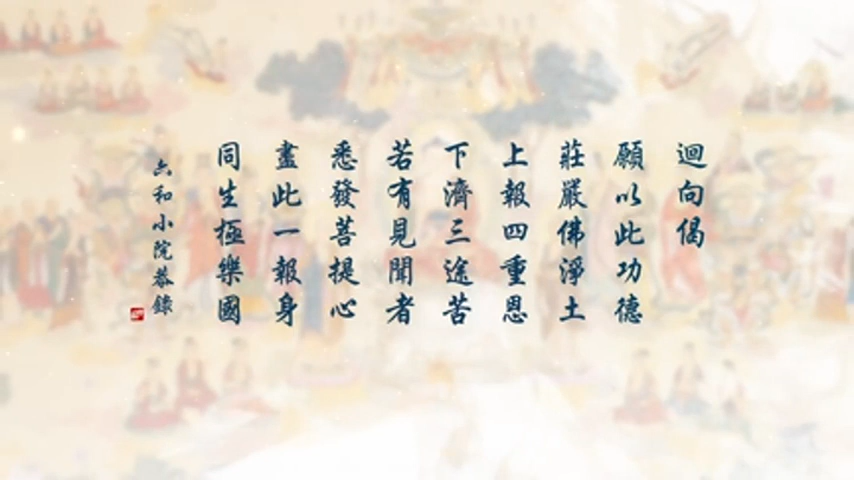 迴向偈
願以此功德
莊嚴佛淨土
上報四重恩
下濟三途苦
若有見聞者
悉發菩提心
盡此一報身
同生極樂國
六和小院恭錄